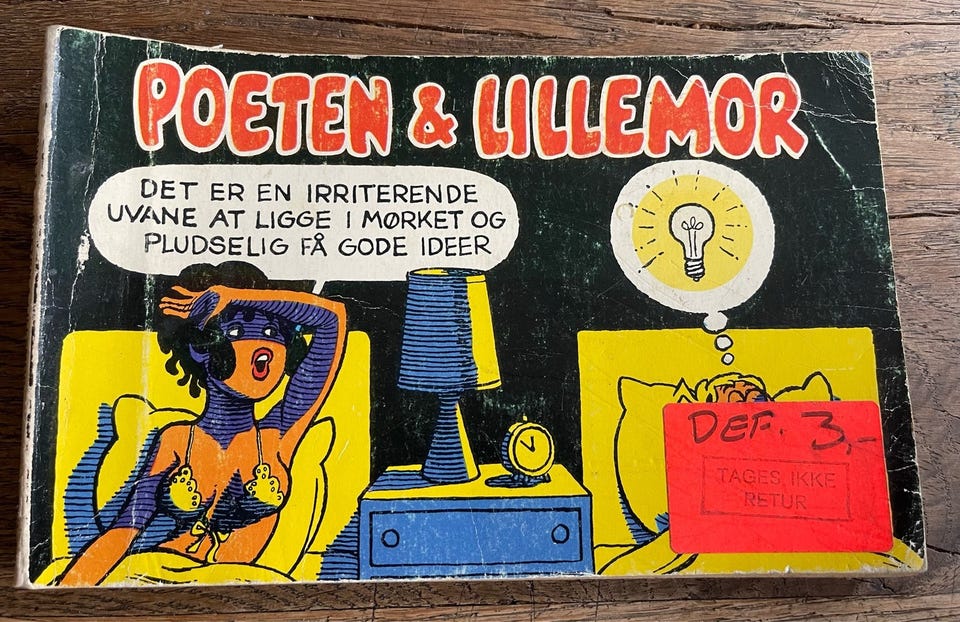 POETEN & LILLEMOR
DET ER EN IRRITERENDE
UVANE AT LIGGE I MØRKET OG
PLUDSELIG FÅ GODE IDEER
DEF. 3,-
TAGES IKKE
RETUR